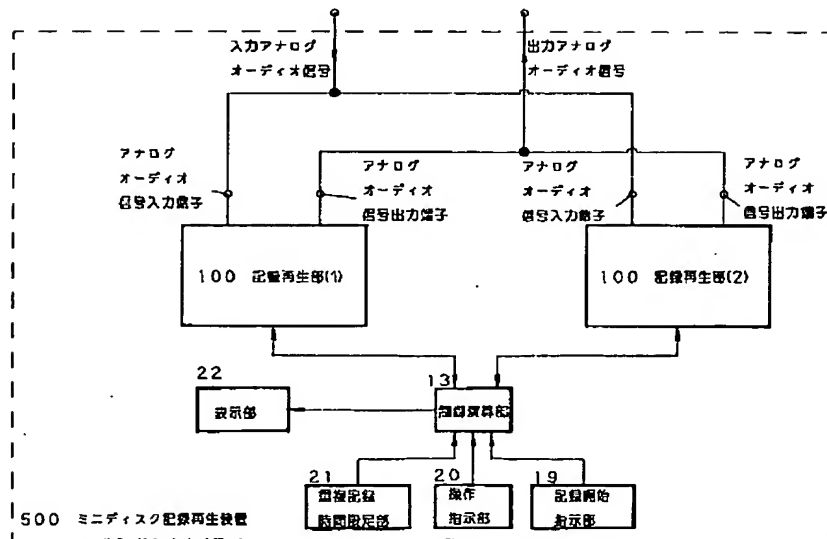 入力アナログ
オーディオ信号
出力アナログ
オーディオ信号
アナログ
オーディオ
信号入力端子
アナログ
オーディオ
信号出力端子
アナログ
オーディオ
信号入力端子
アナログ
オーディオ
信号出力端子
100 記録再生部(1)
100 記録再生部(2)
22
表示部
13
制御演算部
21
重複記録
時間設定部
20
操作
指示部
19
記録開始
指示部
500 ミニディスク記録再生装置